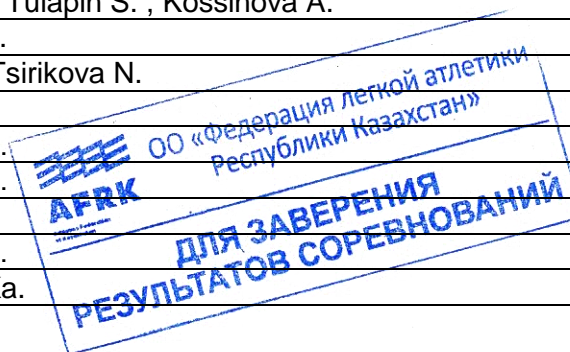 Tulapin S. , Kossinova A.
Tsirikova N.
ОО «Федерация легкой атлетики
Республики Казахстан»
AFRK
ДЛЯ ЗАВЕРЕНИЯ
РЕЗУЛЬТАТОВ СОРЕВНОВАНИЙ